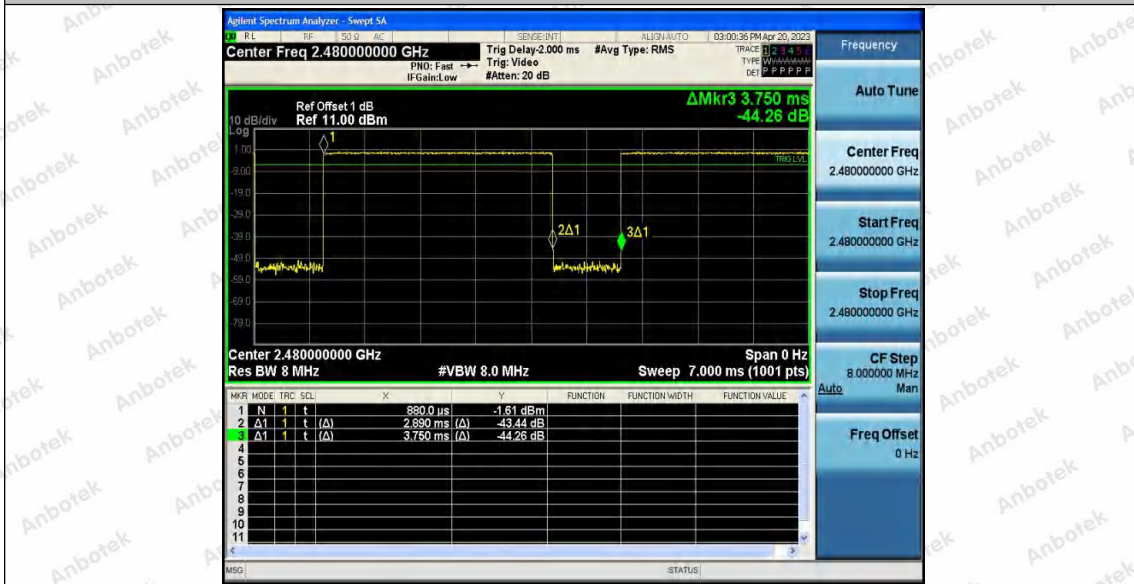 Agilent Spectrum Analyzer - Swept SA
RL RF 50 Ω AC SENSE:INT ALIGN AUTO 03:00:36 PM Apr 20, 2023
Center Freq 2.480000000 GHz
PNO: Fast
IFGain:Low
Trig Delay-2.000 ms
Trig: Video
#Atten: 20 dB
#Avg Type: RMS
TRACE 1 2 3 4 5 6
TYPE W
DET P P P P P P
Frequency
Auto Tune
Center Freq
2.480000000 GHz
Start Freq
2.480000000 GHz
Stop Freq
2.480000000 GHz
CF Step
8.000000 MHz
Auto Man
Freq Offset
0 Hz
Ref Offset 1 dB
10 dB/div Ref 11.00 dBm
ΔMkr3 3.750 ms
-44.26 dB
Log
1.00
-9.00
-19.0
-29.0
-39.0
-49.0
-59.0
-69.0
-79.0
1
TRIG LVL
2Δ1
3Δ1
Center 2.480000000 GHz Span 0 Hz
Res BW 8 MHz #VBW 8.0 MHz Sweep 7.000 ms (1001 pts)
MKR MODE TRC SCL X Y FUNCTION FUNCTION WIDTH FUNCTION VALUE
1 N 1 t 880.0 µs -1.61 dBm
2 Δ1 1 t (Δ) 2.890 ms (Δ) -43.44 dB
3 Δ1 1 t (Δ) 3.750 ms (Δ) -44.26 dB
4
5
6
7
8
9
10
11
MSG STATUS
Anbotek